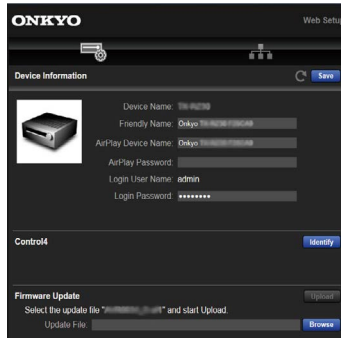 ONKYO
Web Setup
Device Information
Save
Device Name:
Friendly Name: Onkyo
AirPlay Device Name: Onkyo
AirPlay Password:
Login User Name: admin
Login Password: ••••••••
Control4
Identify
Firmware Update
Upload
Select the update file " " and start Upload.
Update File:
Browse